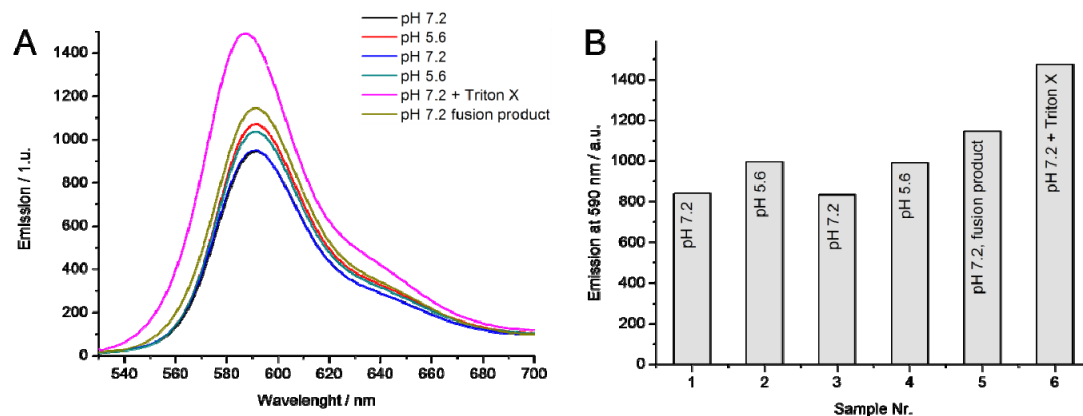 A
pH 7.2
pH 5.6
pH 7.2
pH 5.6
pH 7.2 + Triton X
pH 7.2 fusion product
Emission / 1.u.
1400
1200
1000
800
600
400
200
0
540 560 580 600 620 640 660 680 700
Wavelenght / nm
B
Emission at 590 nm / a.u.
1400
1200
1000
800
600
400
200
0
pH 7.2
pH 5.6
pH 7.2
pH 5.6
pH 7.2, fusion product
pH 7.2 + Triton X
1 2 3 4 5 6
Sample Nr.